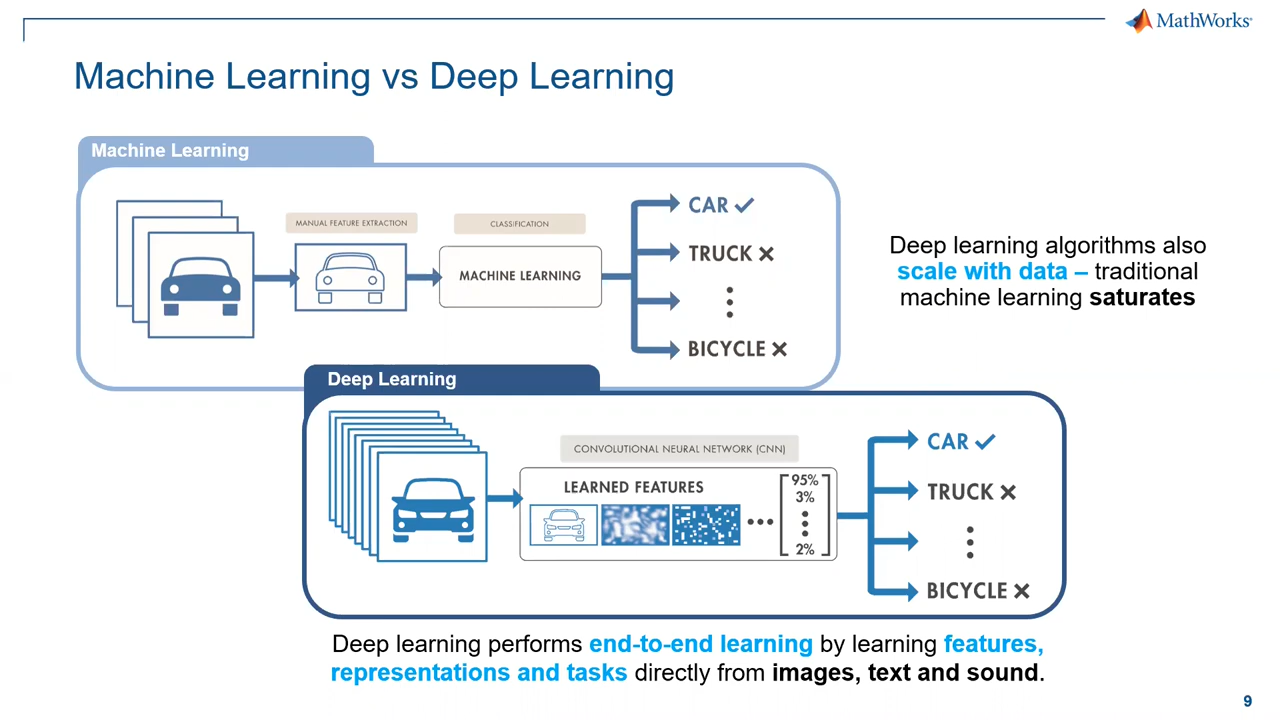 MathWorks®
Machine Learning vs Deep Learning
Machine Learning
MANUAL FEATURE EXTRACTION
CLASSIFICATION
MACHINE LEARNING
CAR ✓
TRUCK ✕
⋮
BICYCLE ✕
Deep learning algorithms also
scale with data – traditional
machine learning saturates
Deep Learning
CONVOLUTIONAL NEURAL NETWORK (CNN)
LEARNED FEATURES
...
95%
3%
⋮
2%
CAR ✓
TRUCK ✕
⋮
BICYCLE ✕
Deep learning performs end-to-end learning by learning features,
representations and tasks directly from images, text and sound.
9